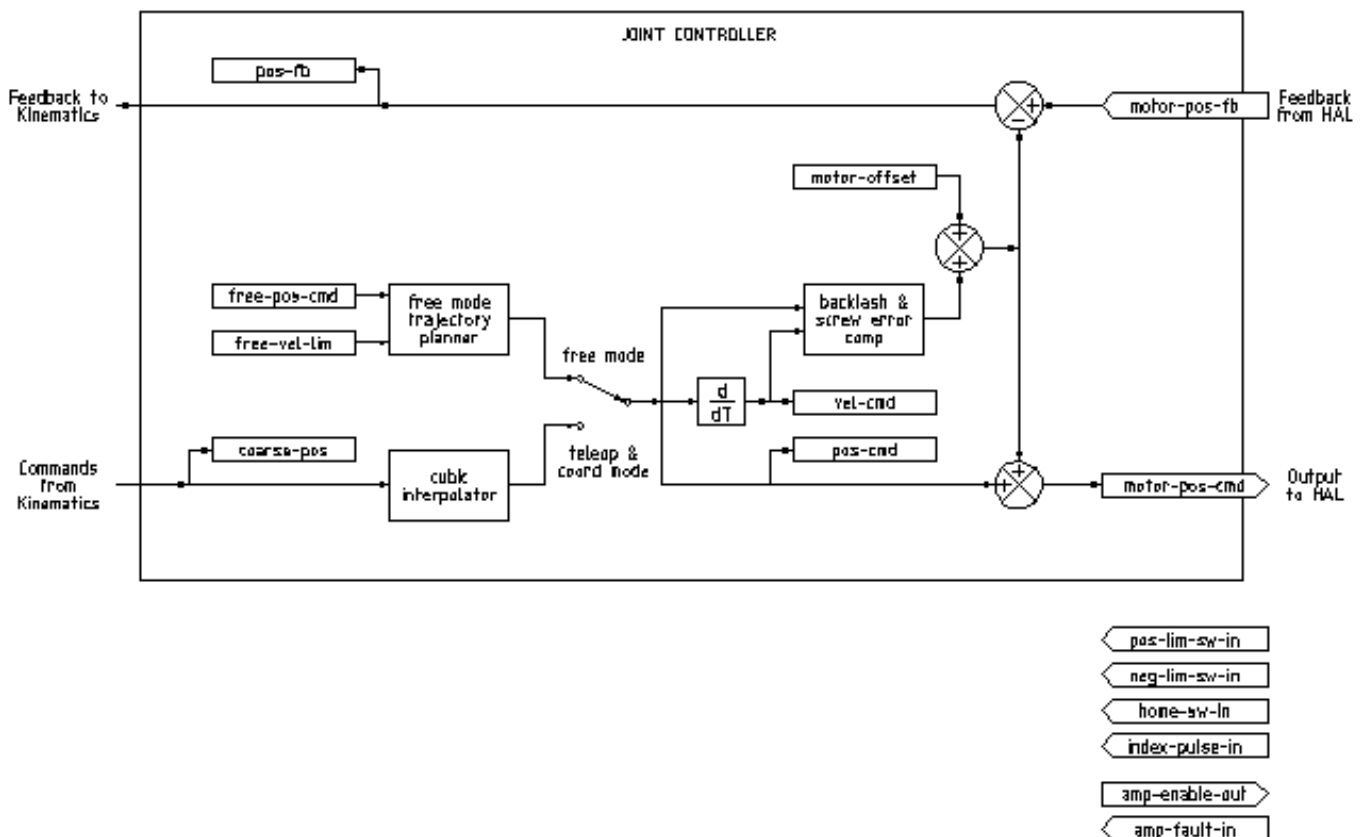 JOINT CONTROLLER
pos-fb
Feedback to
Kinematics
motor-pos-fb
Feedback
from HAL
+
−
motor-offset
+
+
free-pos-cmd
free-vel-lim
free mode
trajectory
planner
backlash &
screw error
comp
free mode
d
dT
vel-cmd
coarse-pos
teleop &
coord mode
pos-cmd
Commands
from
Kinematics
cubic
interpolator
+
+
motor-pos-cmd
Output
to HAL
pos-lim-sw-in
neg-lim-sw-in
home-sw-in
index-pulse-in
amp-enable-out
amp-fault-in